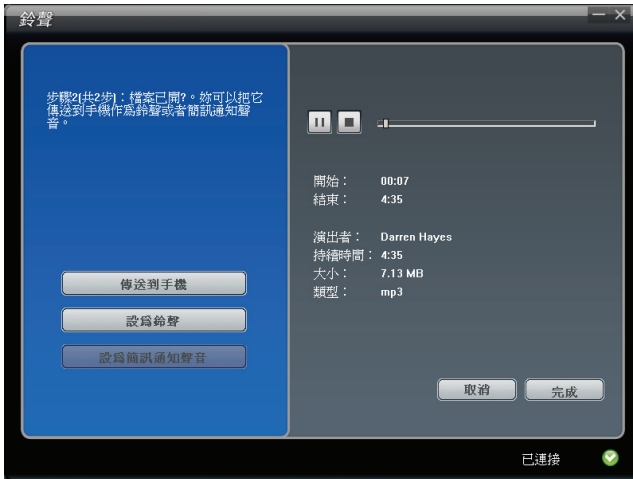 鈴聲
步驟2(共2步)：檔案已開?。妳可以把它
傳送到手機作為鈴聲或者簡訊通知聲
音。
傳送到手機
設為鈴聲
設為簡訊通知聲音
開始： 00:07
結束： 4:35
演出者： Darren Hayes
持續時間： 4:35
大小： 7.13 MB
類型： mp3
取消
完成
已連接